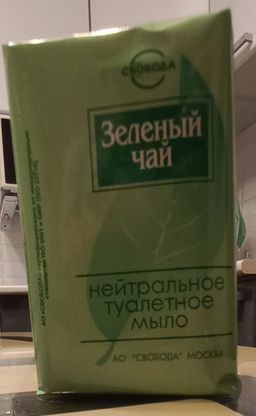 СВОБОДА
Зеленый
чай
нейтральное
туалетное
мыло
АО "СВОБОДА" МОСКВА